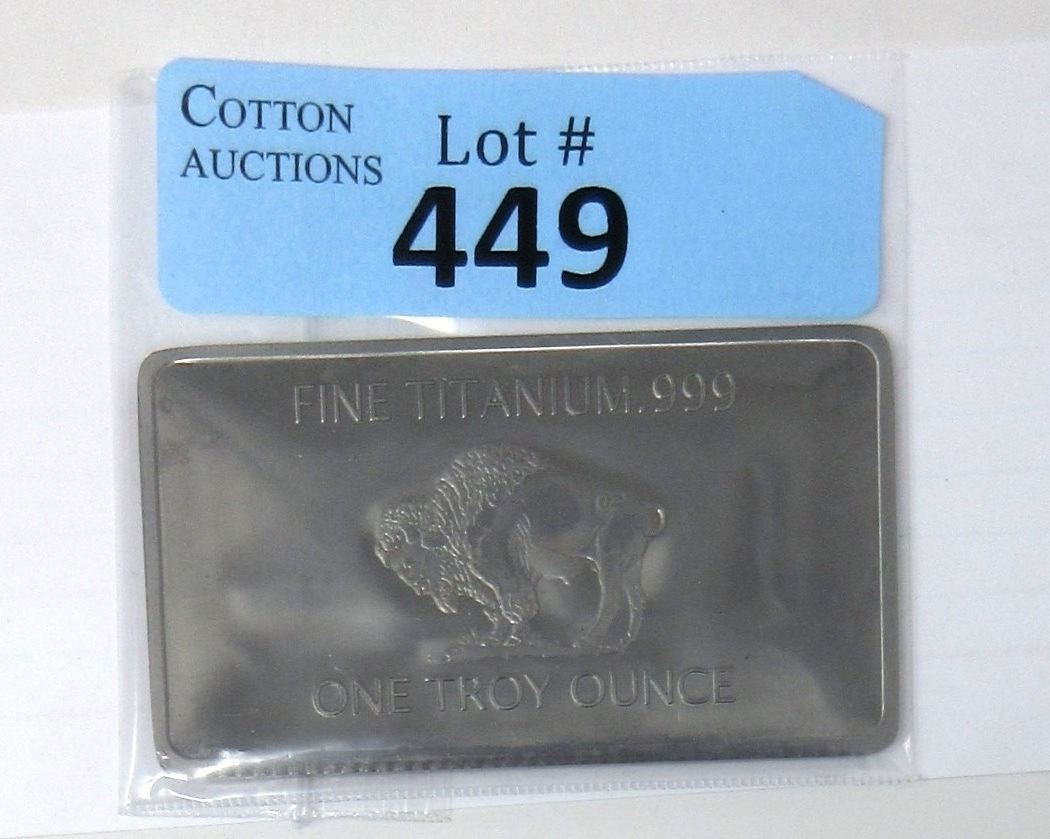 COTTON
AUCTIONS
Lot #
449
FINE TITANIUM.999
ONE TROY OUNCE